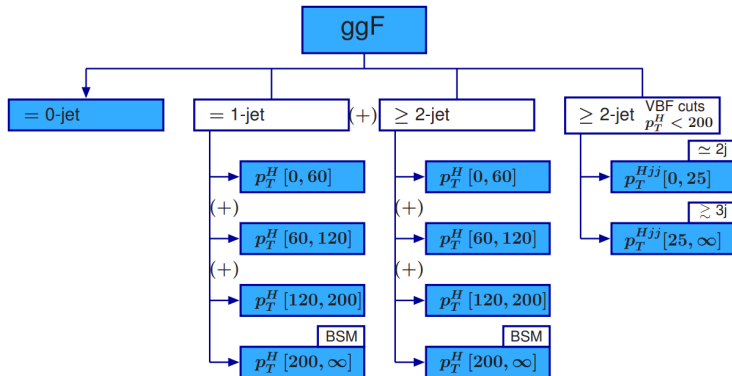 ggF
= 0-jet
= 1-jet
(+)
≥ 2-jet
≥ 2-jet VBF cuts
p_T^H < 200
≃ 2j
p_T^H [0, 60]
p_T^H [0, 60]
p_T^{Hjj} [0, 25]
(+)
(+)
≳ 3j
p_T^H [60, 120]
p_T^H [60, 120]
p_T^{Hjj} [25, ∞]
(+)
(+)
p_T^H [120, 200]
p_T^H [120, 200]
BSM
BSM
p_T^H [200, ∞]
p_T^H [200, ∞]